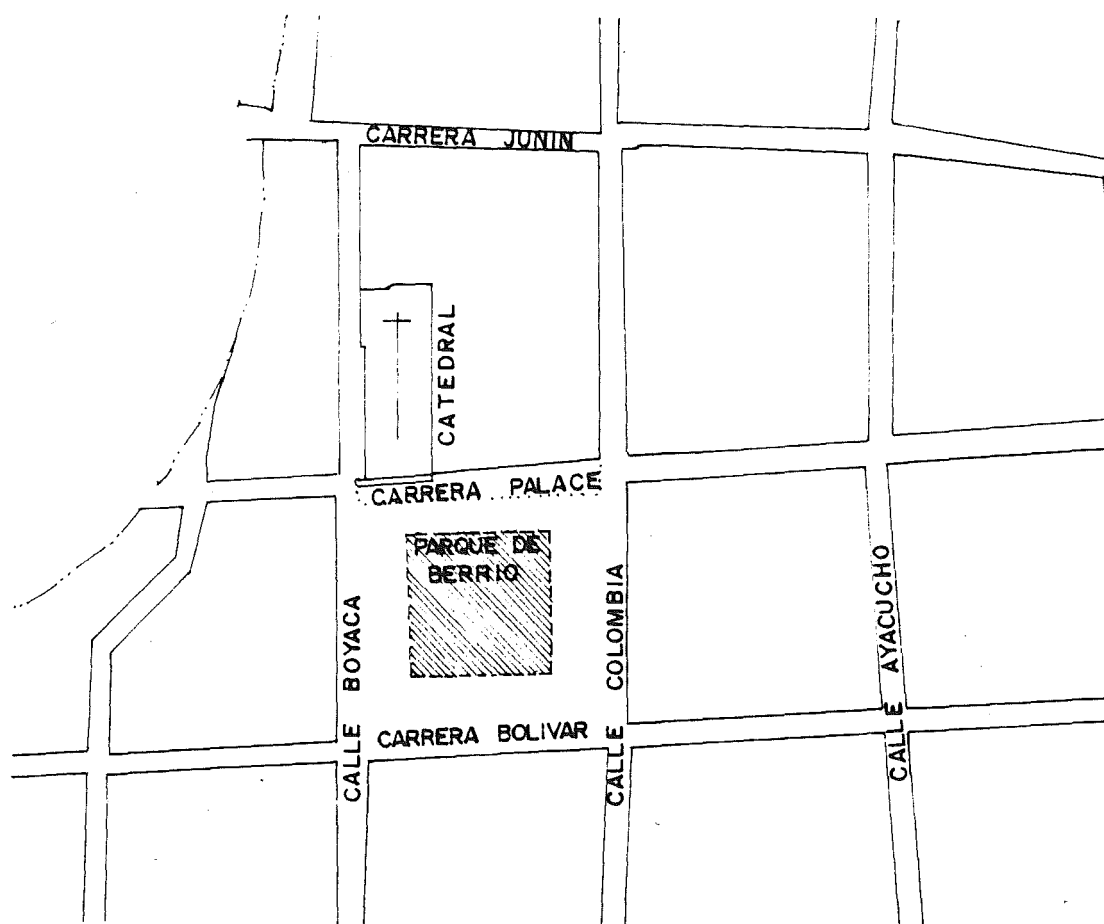 CARRERA JUNIN
CATEDRAL
CARRERA PALACE
PARQUE DE
BERRIO
CALLE BOYACA
CALLE COLOMBIA
CALLE AYACUCHO
CARRERA BOLIVAR